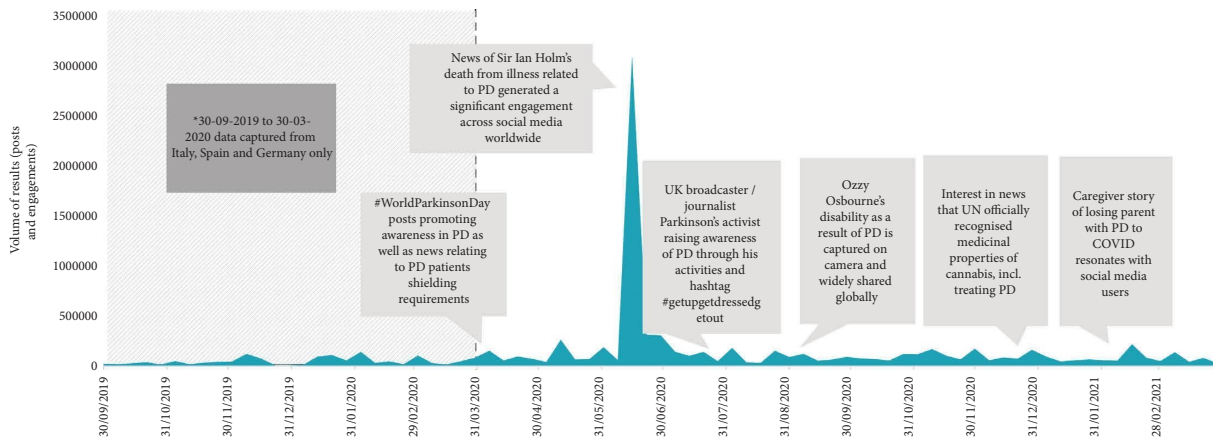 Volume of results (posts
and engagements)
3500000
3000000
2500000
2000000
1500000
1000000
500000
0
*30-09-2019 to 30-03-
2020 data captured from
Italy, Spain and Germany only
#WorldParkinsonDay
posts promoting
awareness in PD as
well as news relating
to PD patients
shielding
requirements
News of Sir Ian Holm's
death from illness related
to PD generated a
significant engagement
across social media
worldwide
UK broadcaster /
journalist
Parkinson's activist
raising awareness
of PD through his
activities and
hashtag
#getupgetdressedg
etout
Ozzy
Osbourne's
disability as a
result of PD is
captured on
camera and
widely shared
globally
Interest in news
that UN officially
recognised
medicinal
properties of
cannabis, incl.
treating PD
Caregiver story
of losing parent
with PD to
COVID
resonates with
social media
users
30/09/2019
31/10/2019
30/11/2019
31/12/2019
31/01/2020
29/02/2020
31/03/2020
30/04/2020
31/05/2020
30/06/2020
31/07/2020
31/08/2020
30/09/2020
31/10/2020
30/11/2020
31/12/2020
31/01/2021
28/02/2021